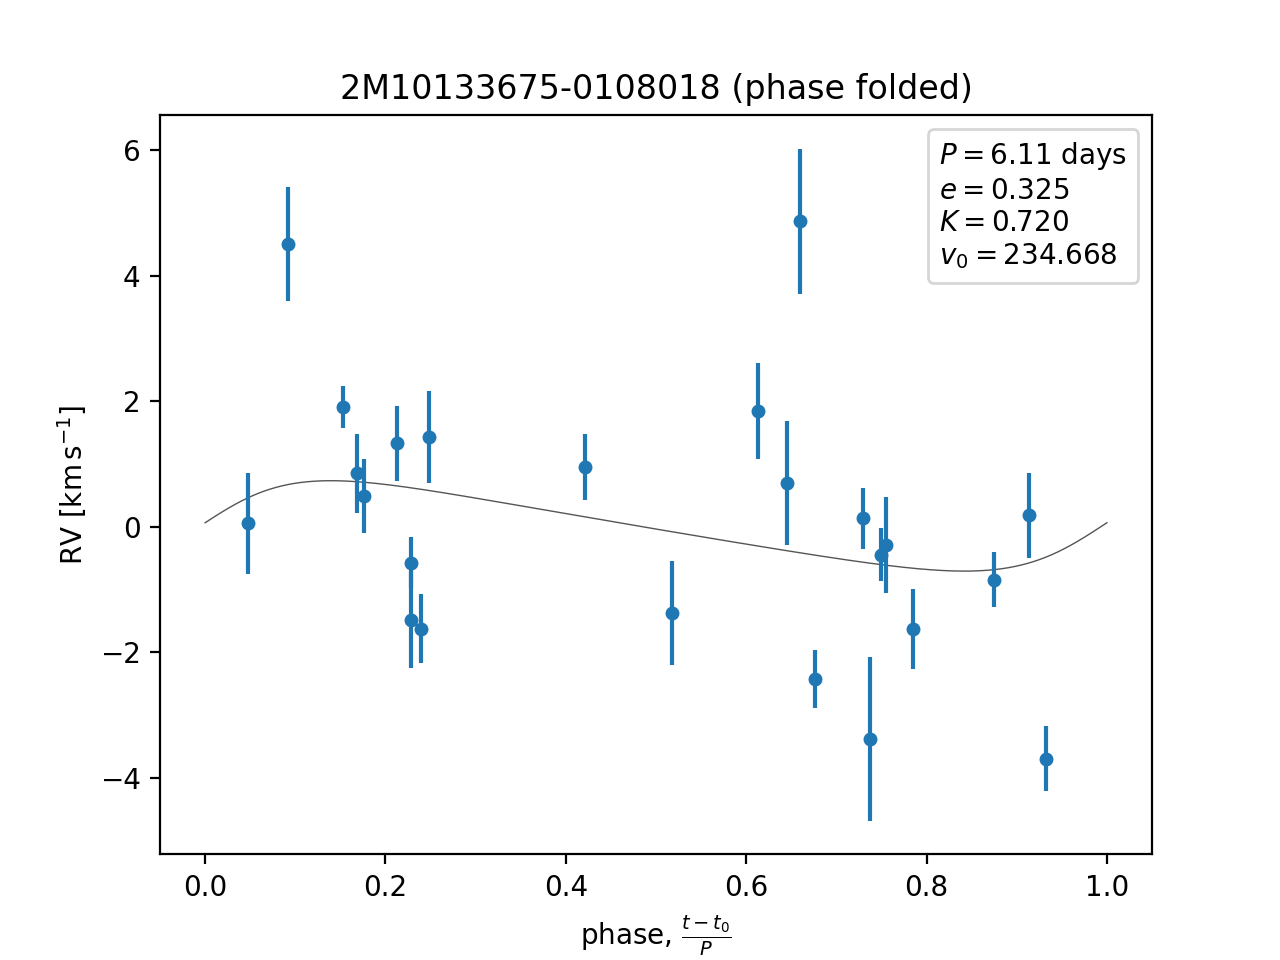 2M10133675-0108018 (phase folded)
P = 6.11 days
e = 0.325
K = 0.720
v₀ = 234.668
6
4
2
0
−2
−4
RV [km s⁻¹]
0.0 0.2 0.4 0.6 0.8 1.0
phase, (t − t₀)/P